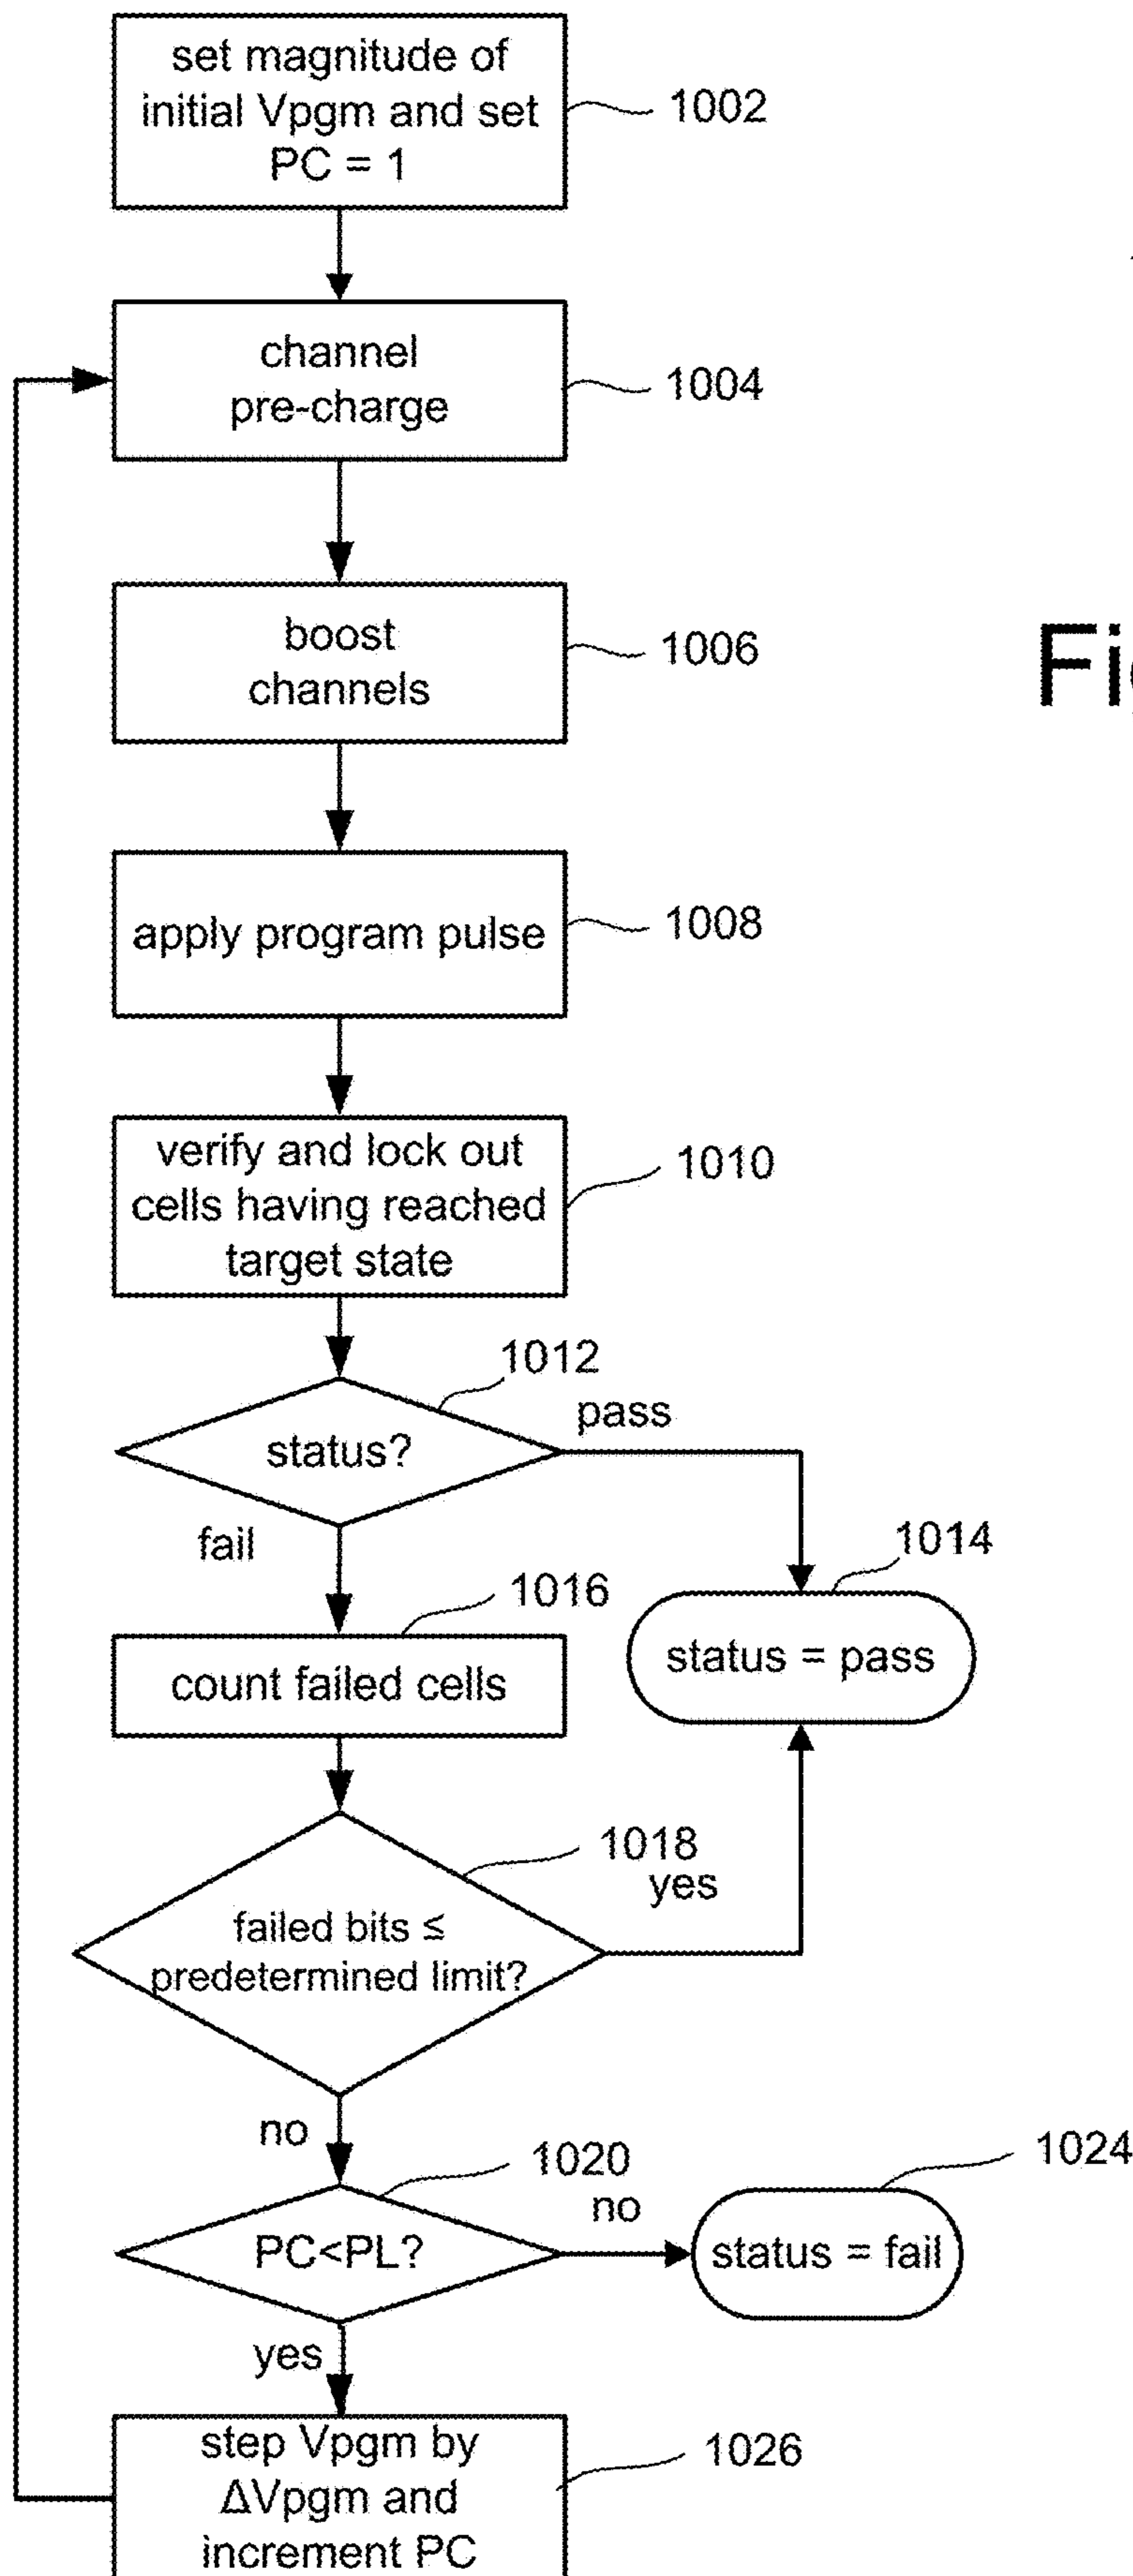 set magnitude of
initial Vpgm and set
PC = 1
1002
channel
pre-charge
1004
boost
channels
1006
apply program pulse
1008
verify and lock out
cells having reached
target state
1010
1012
status?
pass
fail
1014
status = pass
1016
count failed cells
1018
yes
failed bits ≤
predetermined limit?
no
1020
no
1024
PC<PL?
status = fail
yes
step Vpgm by
ΔVpgm and
increment PC
1026